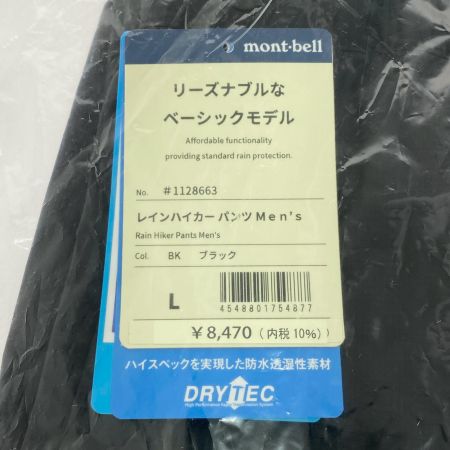 mont-bell
リーズナブルな
ベーシックモデル
Affordable functionality
providing standard rain protection.
No. #1128663
レインハイカー パンツ Men's
Rain Hiker Pants Men's
Col. BK ブラック
L
4548801754877
￥8,470（内税10%）
ハイスペックを実現した防水透湿性素材
DRYTEC